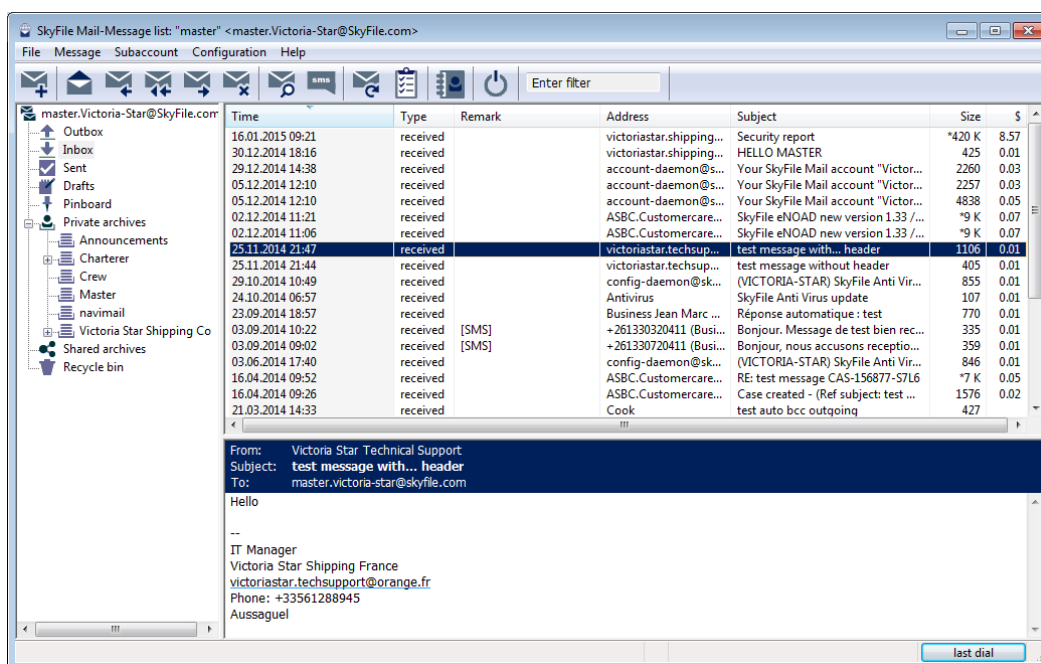 SkyFile Mail-Message list: "master" <master.Victoria-Star@SkyFile.com>
File Message Subaccount Configuration Help
sms
Enter filter
master.Victoria-Star@SkyFile.com
Outbox
Inbox
Sent
Drafts
Pinboard
Private archives
Announcements
Charterer
Crew
Master
navimail
Victoria Star Shipping Co
Shared archives
Recycle bin
Time Type Remark Address Subject Size $
16.01.2015 09:21 received victoriastar.shipping... Security report *420 K 8.57
30.12.2014 18:16 received victoriastar.shipping... HELLO MASTER 425 0.01
29.12.2014 14:38 received account-daemon@s... Your SkyFile Mail account "Victor... 2260 0.03
05.12.2014 12:10 received account-daemon@s... Your SkyFile Mail account "Victor... 2257 0.03
05.12.2014 12:10 received account-daemon@s... Your SkyFile Mail account "Victor... 4838 0.05
02.12.2014 11:21 received ASBC.Customercare... SkyFile eNOAD new version 1.33 /... *9 K 0.07
02.12.2014 11:06 received ASBC.Customercare... SkyFile eNOAD new version 1.33 /... *9 K 0.07
25.11.2014 21:47 received victoriastar.techsup... test message with... header 1106 0.01
25.11.2014 21:44 received victoriastar.techsup... test message without header 405 0.01
29.10.2014 10:49 received config-daemon@sk... (VICTORIA-STAR) SkyFile Anti Vir... 855 0.01
24.10.2014 06:57 received Antivirus SkyFile Anti Virus update 107 0.01
23.09.2014 18:57 received Business Jean Marc ... Réponse automatique : test 770 0.01
03.09.2014 10:22 received [SMS] +261330320411 (Busi... Bonjour. Message de test bien rec... 335 0.01
03.09.2014 09:02 received [SMS] +261330320411 (Busi... Bonjour, nous accusons receptio... 359 0.01
03.06.2014 17:40 received config-daemon@sk... (VICTORIA-STAR) SkyFile Anti Vir... 846 0.01
16.04.2014 09:52 received ASBC.Customercare... RE: test message CAS-156877-S7L6 *7 K 0.05
16.04.2014 09:26 received ASBC.Customercare... Case created - (Ref subject: test ... 1576 0.02
21.03.2014 14:33 received Cook test auto bcc outgoing 427
From: Victoria Star Technical Support
Subject: test message with... header
To: master.victoria-star@skyfile.com
Hello
--
IT Manager
Victoria Star Shipping France
victoriastar.techsupport@orange.fr
Phone: +33561288945
Aussaguel
last dial